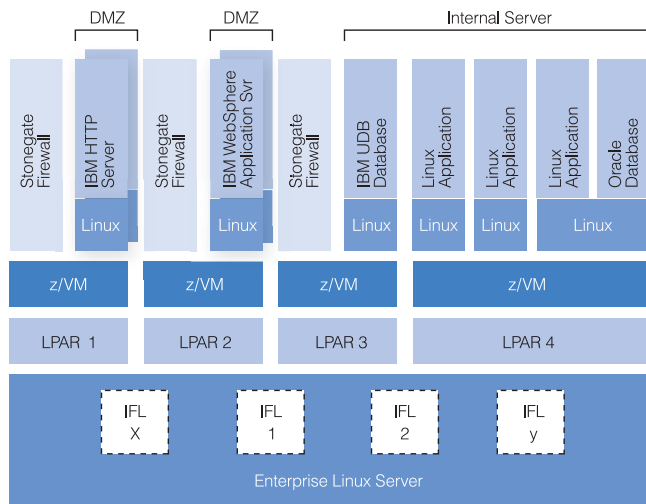 DMZ
DMZ
Internal Server
Stonegate
Firewall
IBM HTTP
Server
Stonegate
Firewall
IBM WebSphere
Application Svr
Stonegate
Firewall
IBM UDB
Database
Linux
Application
Linux
Application
Linux
Application
Oracle
Database
Linux
Linux
Linux
Linux
Linux
Linux
z/VM
z/VM
z/VM
z/VM
LPAR 1
LPAR 2
LPAR 3
LPAR 4
IFL
X
IFL
1
IFL
2
IFL
y
Enterprise Linux Server